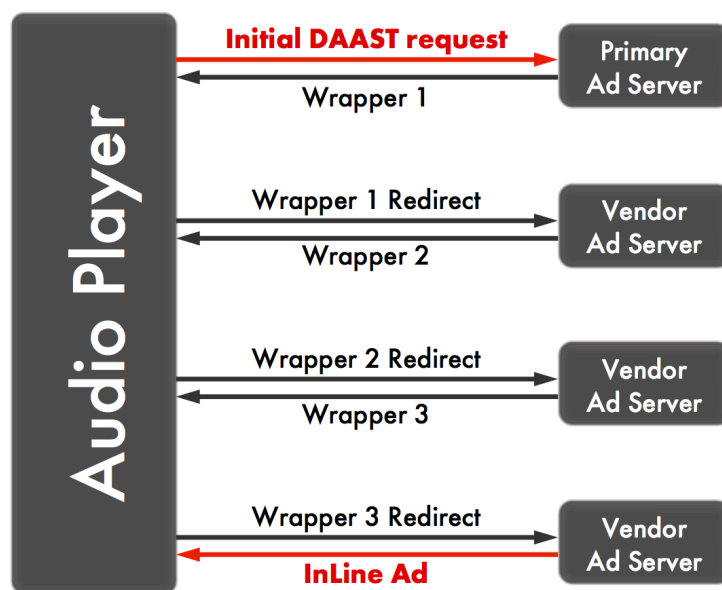 Audio Player
Initial DAAST request
Wrapper 1
Primary
Ad Server
Wrapper 1 Redirect
Wrapper 2
Vendor
Ad Server
Wrapper 2 Redirect
Wrapper 3
Vendor
Ad Server
Wrapper 3 Redirect
InLine Ad
Vendor
Ad Server